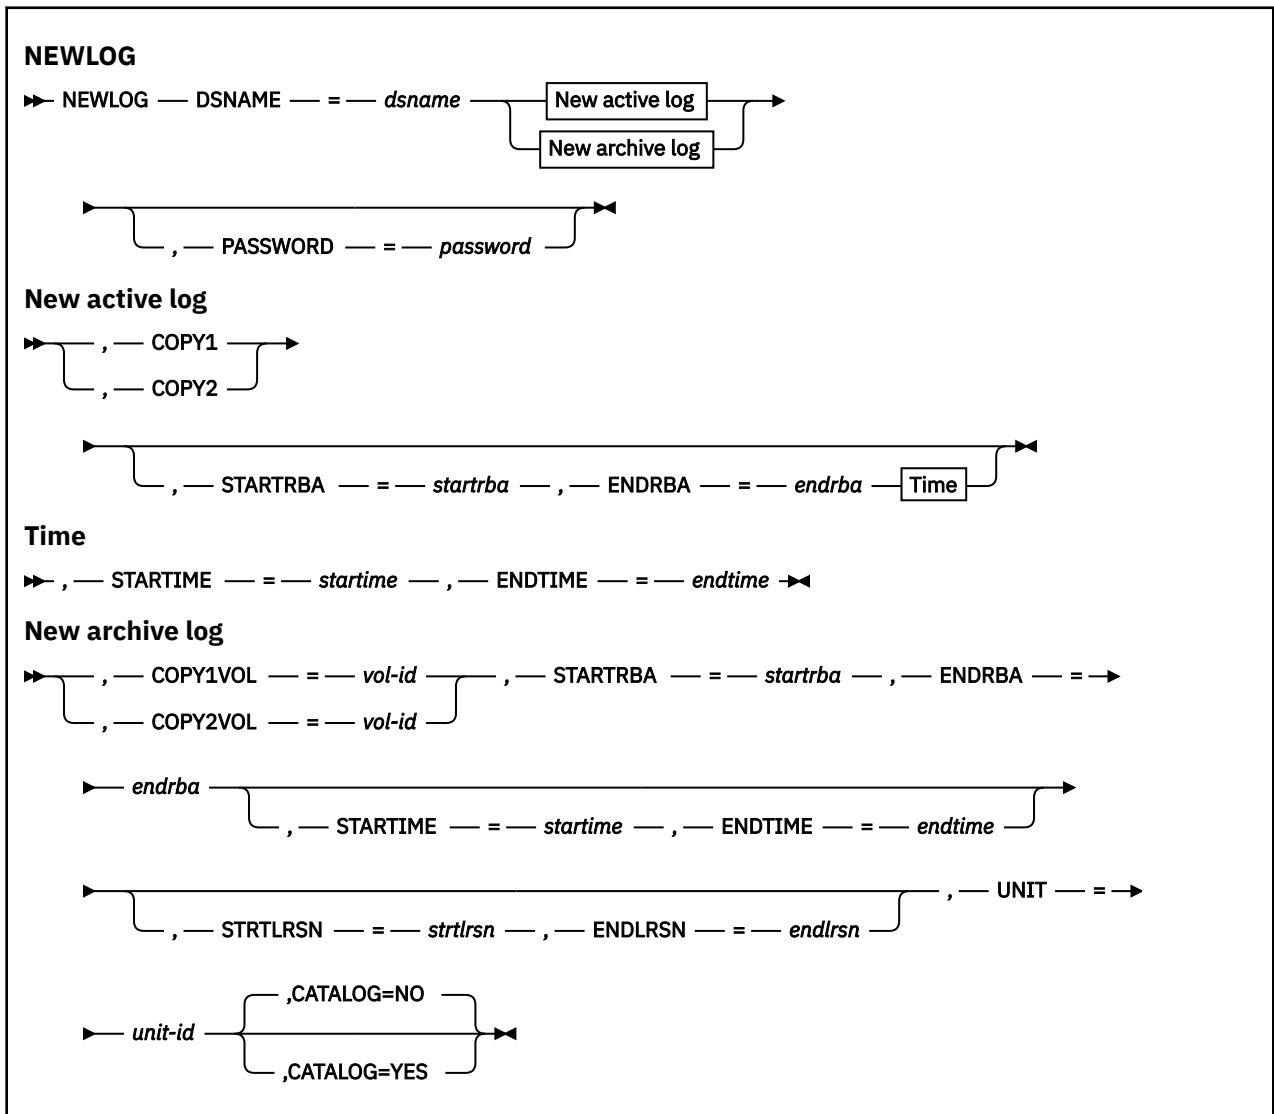 NEWLOG
NEWLOG DSNAME = dsname New active log
New archive log
, PASSWORD = password
New active log
, COPY1
, COPY2
, STARTRBA = startrba , ENDRBA = endrba Time
Time
, STARTIME = startime , ENDTIME = endtime
New archive log
, COPY1VOL = vol-id , STARTRBA = startrba , ENDRBA =
, COPY2VOL = vol-id
endrba
, STARTIME = startime , ENDTIME = endtime
, UNIT =
, STRTLRSN = strtlrsn , ENDLRSN = endlrsn
,CATALOG=NO
unit-id
,CATALOG=YES